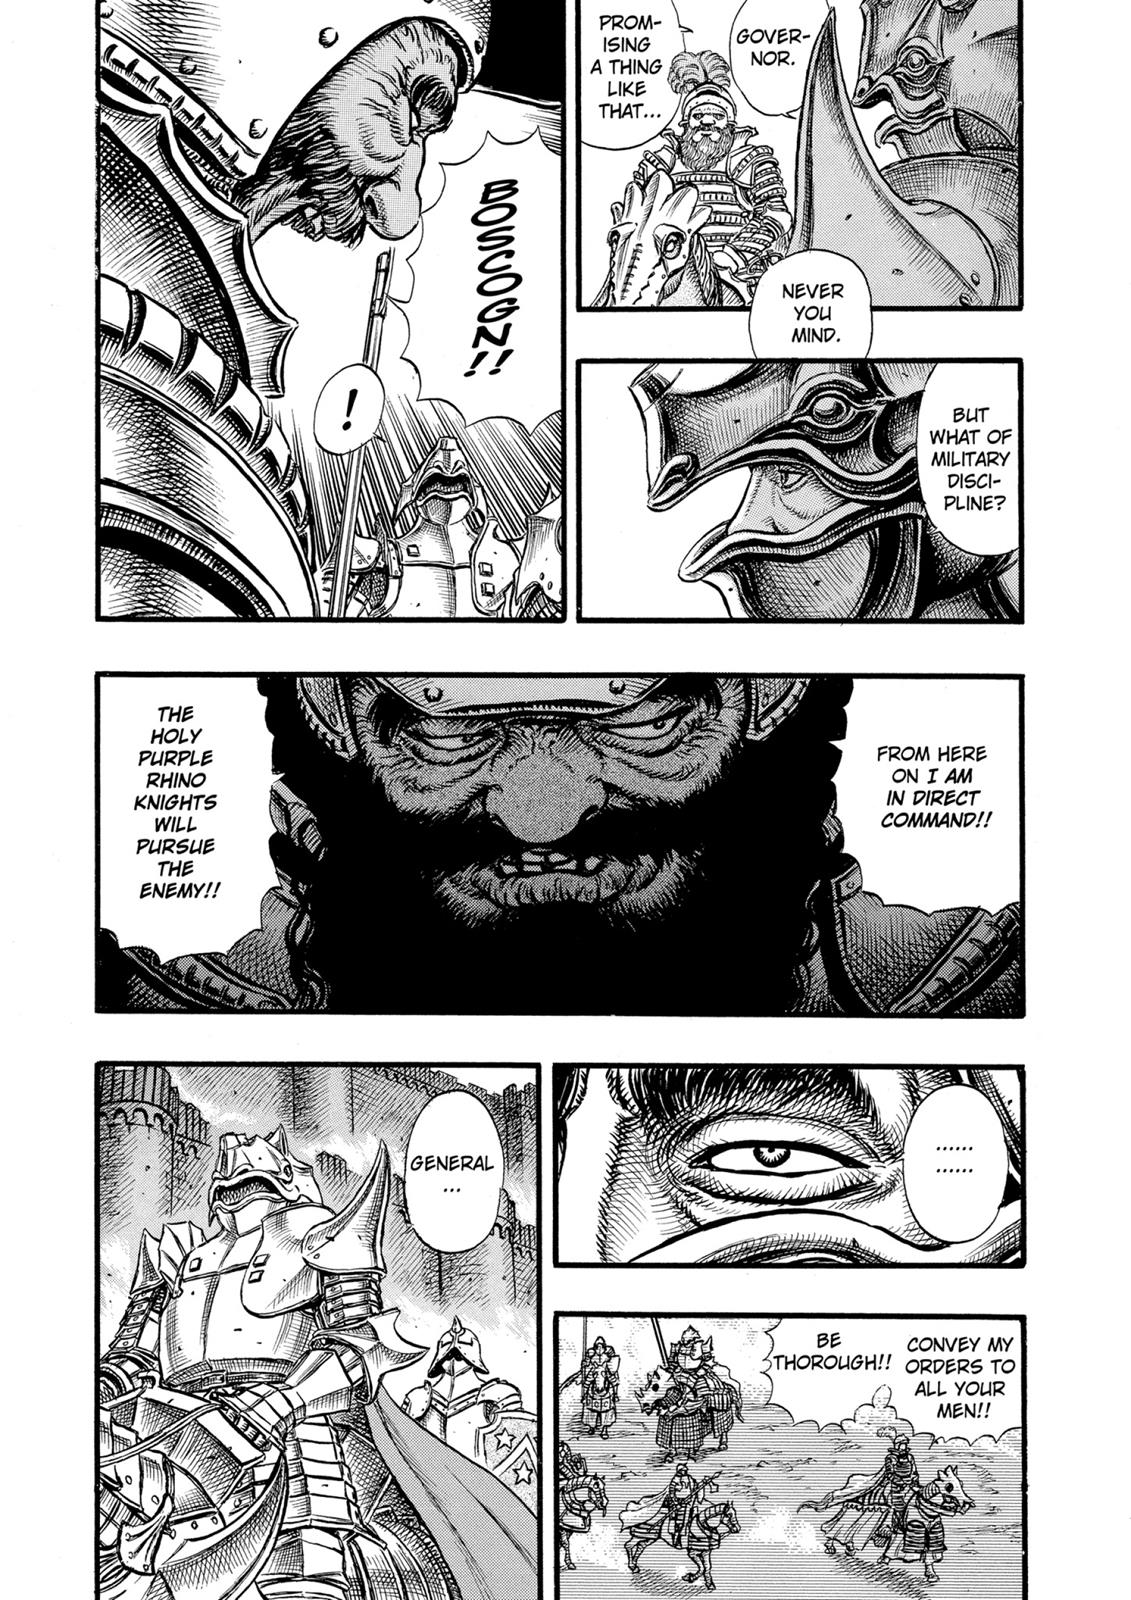 GOVER-
NOR.
PROM-
ISING
A THING
LIKE
THAT...
NEVER
YOU
MIND.
BUT
WHAT OF
MILITARY
DISCI-
PLINE?
BOSCOGN!!
!
FROM HERE
ON I AM
IN DIRECT
COMMAND!!
THE
HOLY
PURPLE
RHINO
KNIGHTS
WILL
PURSUE
THE
ENEMY!!
......
......
CONVEY MY
ORDERS TO
ALL YOUR
MEN!!
BE
THOROUGH!!
GENERAL
...